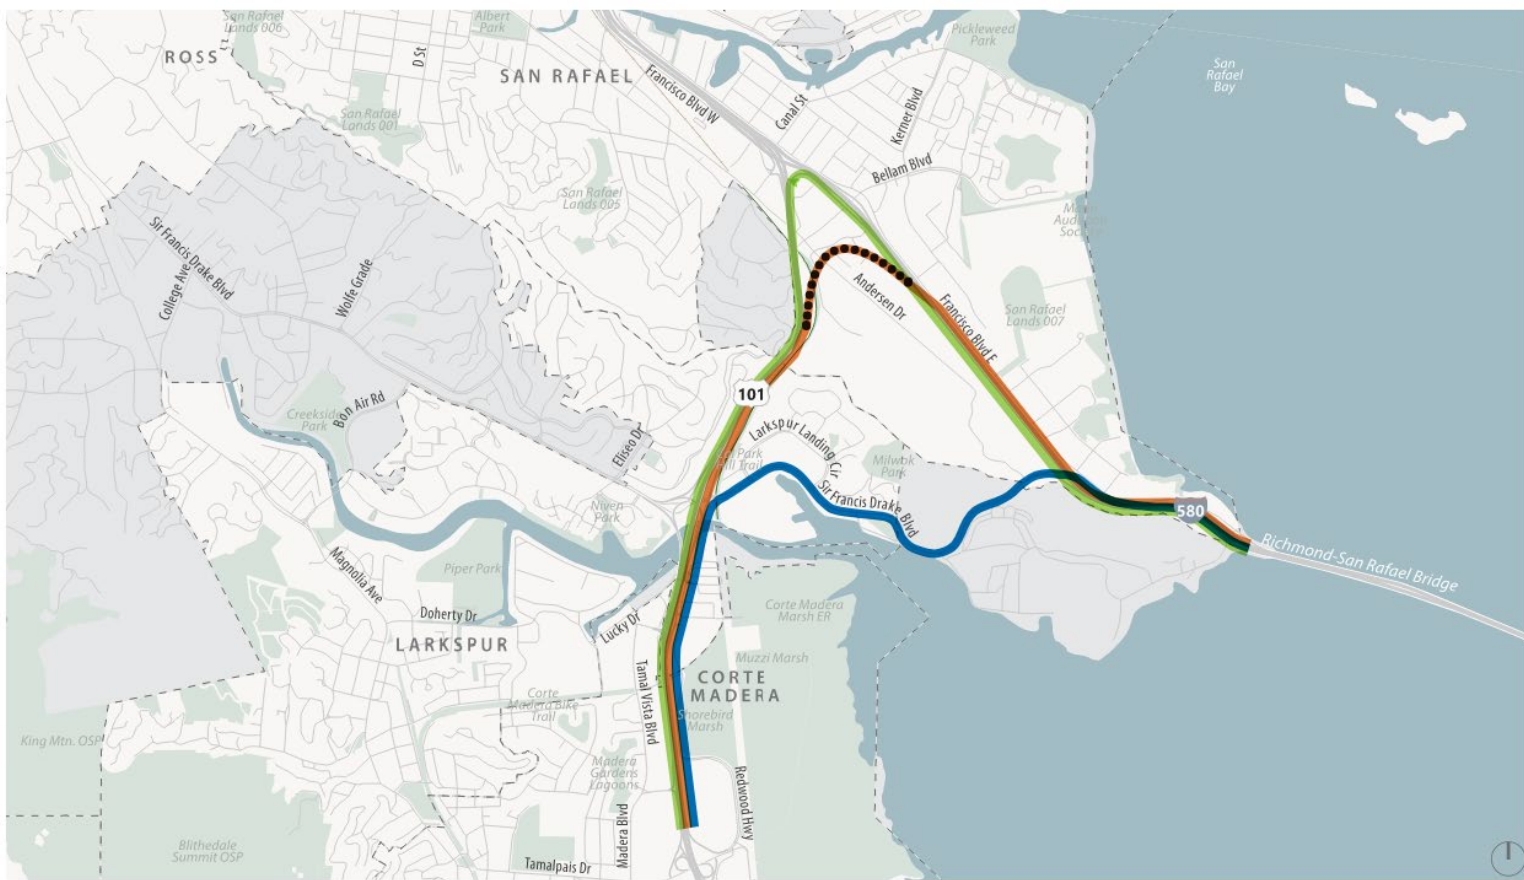 San Rafael
Lands 006
Albert
Park
ROSS
D St
SAN RAFAEL
Francisco Blvd W
Canal St
Kerner Blvd
Pickleweed
Park
San
Rafael
Bay
San Rafael
Lands 001
Bellam Blvd
San Rafael
Lands 005
Sir Francis Drake Blvd
College Ave
Wolfe Grade
Andersen Dr
Francisco Blvd E
San Rafael
Lands 007
101
Creekside
Park
Bon Air Rd
Eliseo Dr
Larkspur Landing Cir
Hill Trail
Milwok
Park
Sir Francis Drake Blvd
Niven
Park
580
Richmond-San Rafael Bridge
Magnolia Ave
Piper Park
Doherty Dr
Lucky Dr
Corte Madera
Marsh ER
LARKSPUR
Muzzi Marsh
Tamal Vista Blvd
CORTE
MADERA
Corte
Madera Bike
Trail
Shorebird
Marsh
King Mtn. OSP
Madera
Gardens
Lagoons
Redwood Hwy
Madera Blvd
Blithedale
Summit OSP
Tamalpais Dr